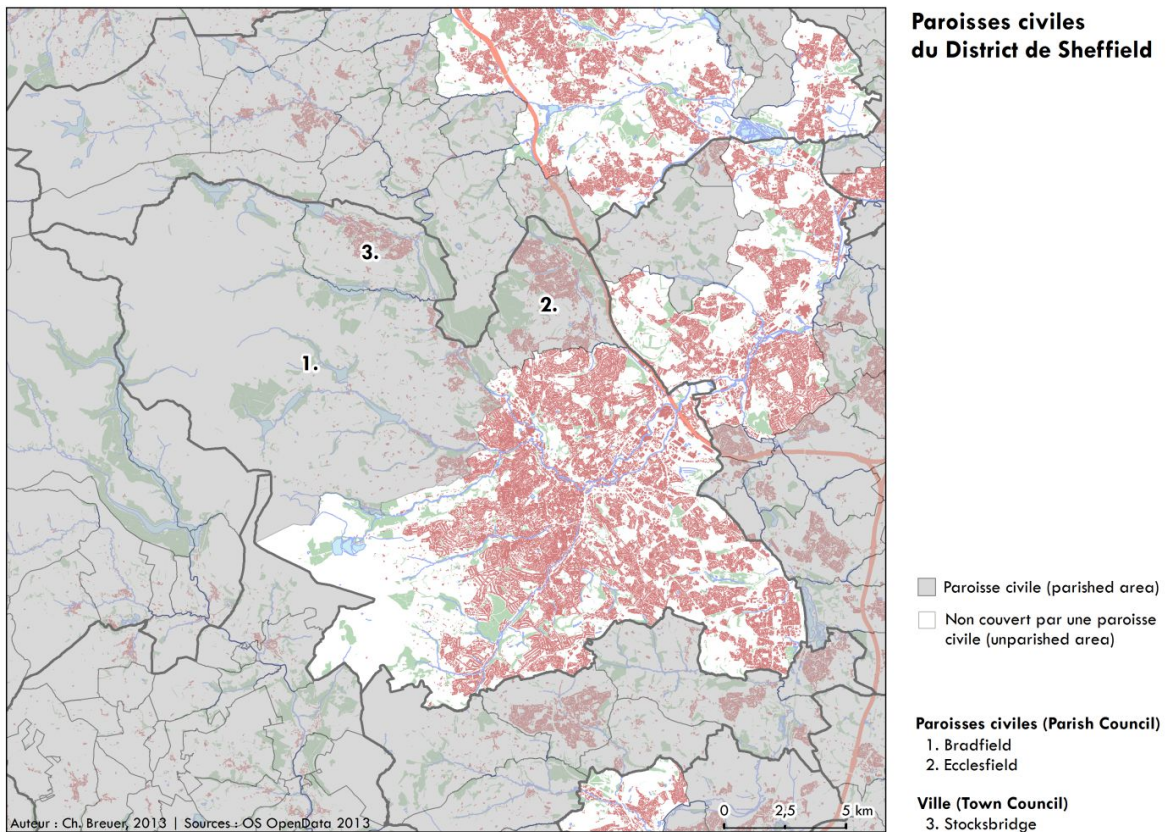 Paroisses civiles
du District de Sheffield
3.
2.
1.
Paroisse civile (parished area)
Non couvert par une paroisse
civile (unparished area)
Paroisses civiles (Parish Council)
1. Bradfield
2. Ecclesfield
Ville (Town Council)
3. Stocksbridge
0 2,5 5 km
Auteur : Ch. Breuer, 2013 | Sources : OS OpenData 2013